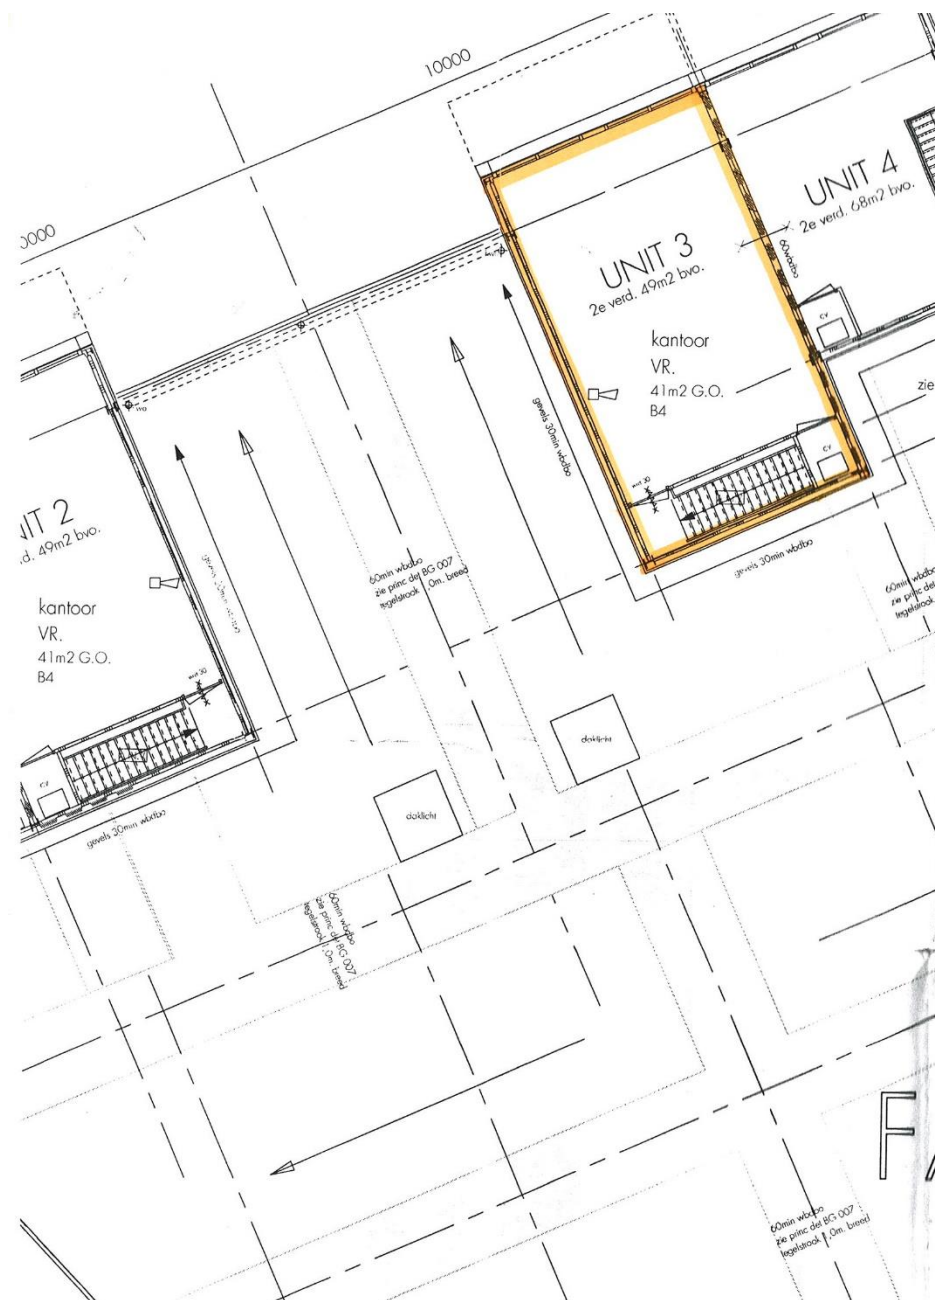 10000
0000
UNIT 4
2e verd. 68m2 bvo.
UNIT 3
2e verd. 49m2 bvo.
60wbdbo
kantoor
VR.
41m2 G.O.
B4
CV
CV
zie
gevels 30min wbdbo
gevels 30min wbdbo
60min wbdbo
zie princ det BG 007
tegelstrook 1,0m. breed
60min wbdbo
zie princ det
tegelstrook
NIT 2
d. 49m2 bvo.
kantoor
VR.
41m2 G.O.
B4
CV
gevels 30min wbdbo
daklicht
daklicht
60min wbdbo
zie princ det BG 007
tegelstrook 1,0m. breed
F
60min wbdbo
zie princ det BG 007
tegelstrook 1,0m. breed